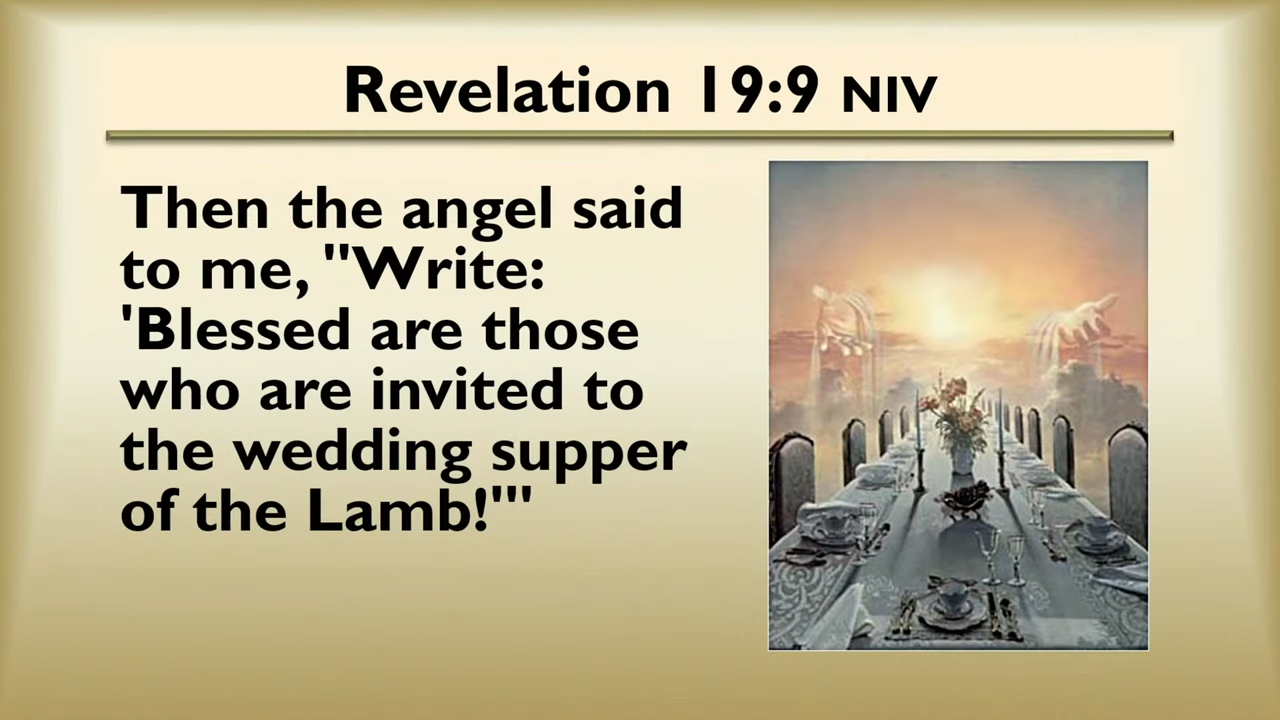 Revelation 19:9 NIV
Then the angel said
to me, "Write:
'Blessed are those
who are invited to
the wedding supper
of the Lamb!'"